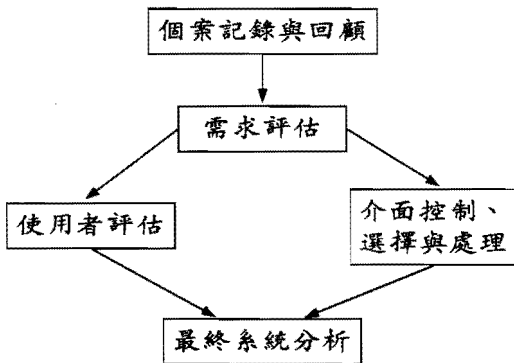 個案記錄與回顧
需求評估
使用者評估
介面控制、
選擇與處理
最終系統分析